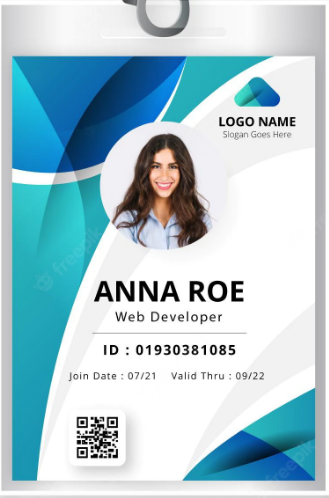 LOGO NAME
Slogan Goes Here
ANNA ROE
Web Developer
ID : 01930381085
Join Date : 07/21 Valid Thru : 09/22